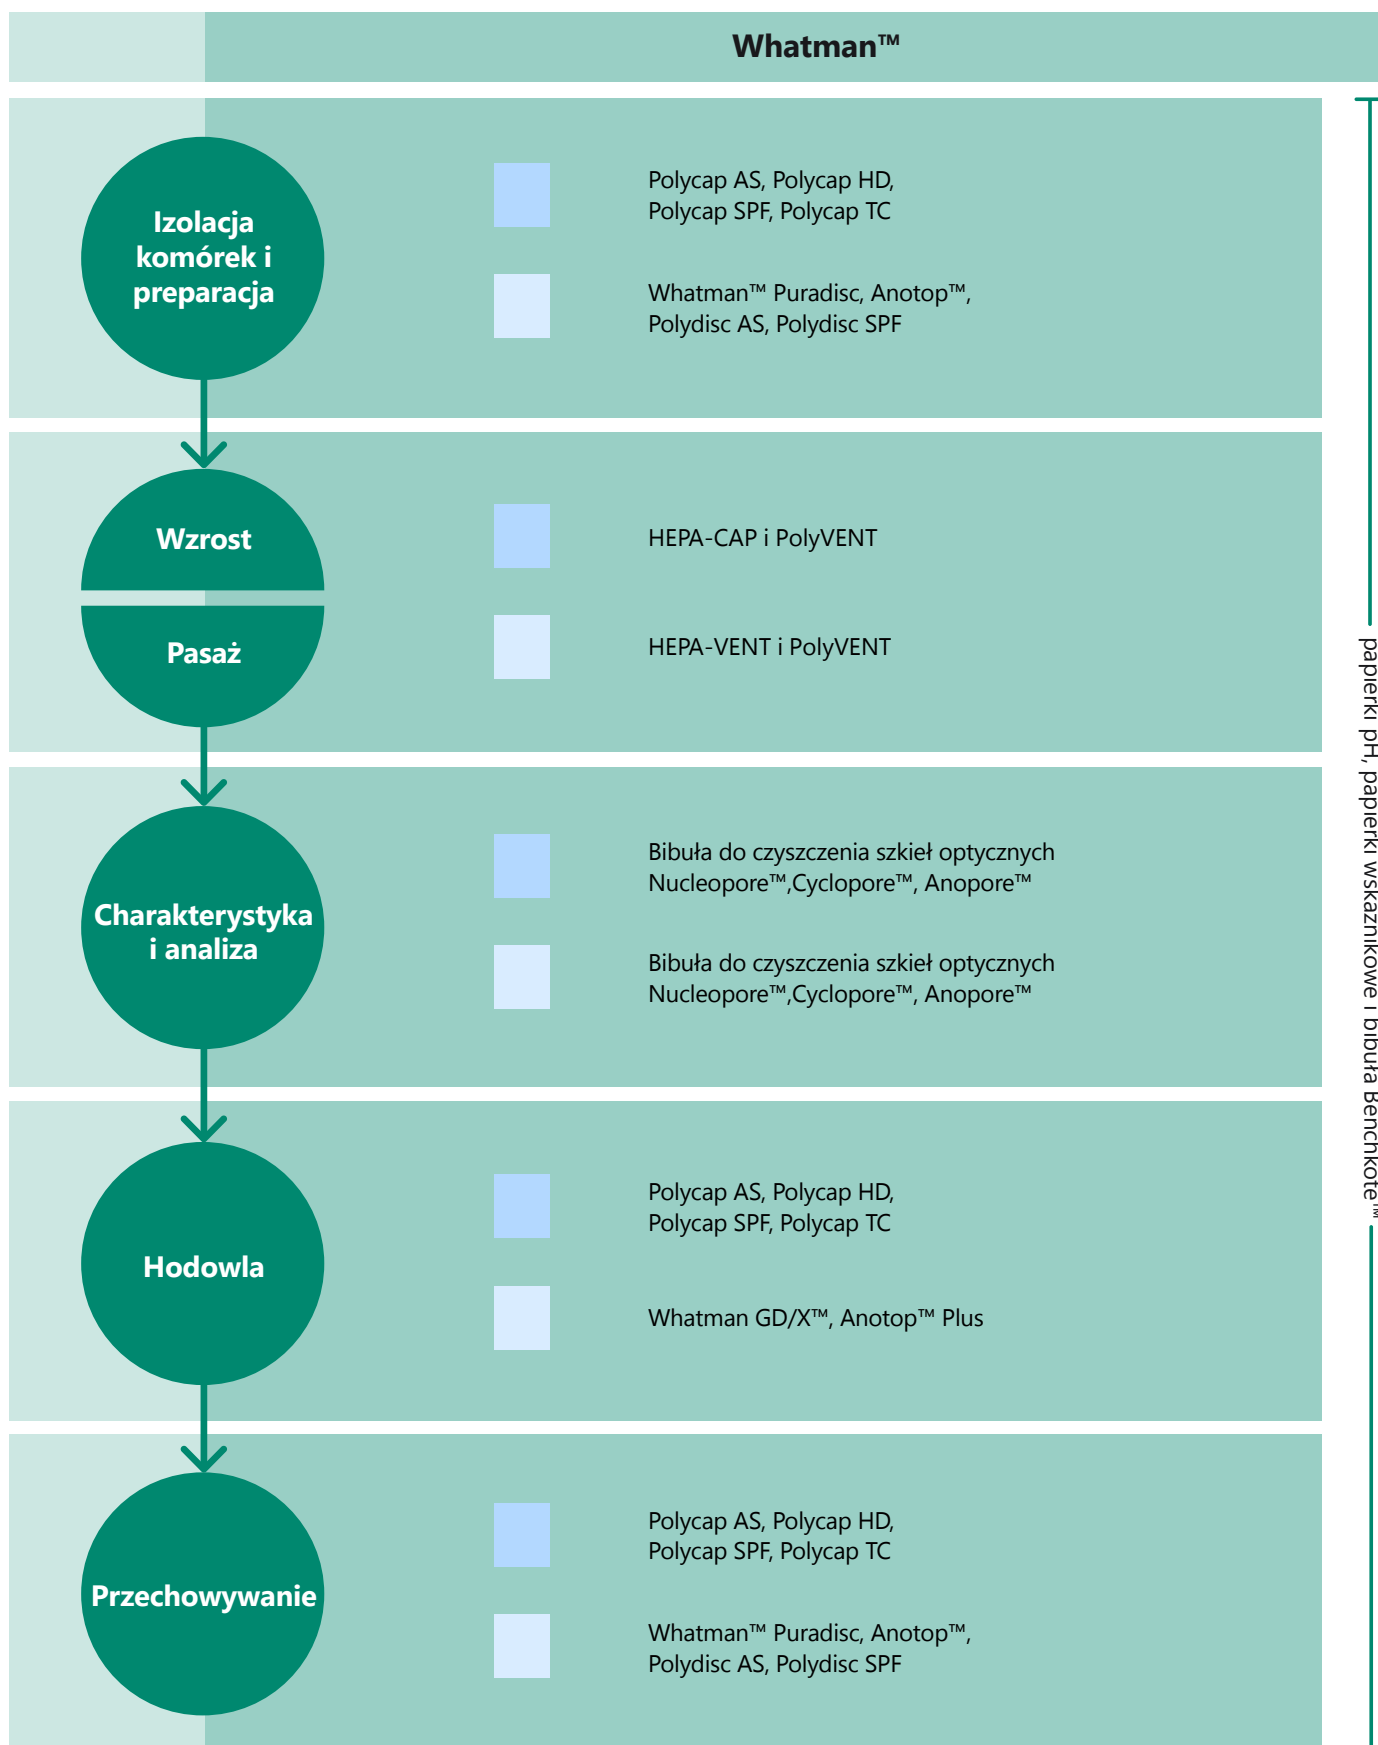 Whatman™
Izolacja
komórek i
preparacja
Polycap AS, Polycap HD,
Polycap SPF, Polycap TC
Whatman™ Puradisc, Anotop™,
Polydisc AS, Polydisc SPF
Wzrost
Pasaż
HEPA-CAP i PolyVENT
HEPA-VENT i PolyVENT
Charakterystyka
i analiza
Bibuła do czyszczenia szkieł optycznych
Nucleopore™,Cyclopore™, Anopore™
Bibuła do czyszczenia szkieł optycznych
Nucleopore™,Cyclopore™, Anopore™
Hodowla
Polycap AS, Polycap HD,
Polycap SPF, Polycap TC
Whatman GD/X™, Anotop™ Plus
Przechowywanie
Polycap AS, Polycap HD,
Polycap SPF, Polycap TC
Whatman™ Puradisc, Anotop™,
Polydisc AS, Polydisc SPF
papierki pH, papierki wskaznikowe i bibuła Benchkote™